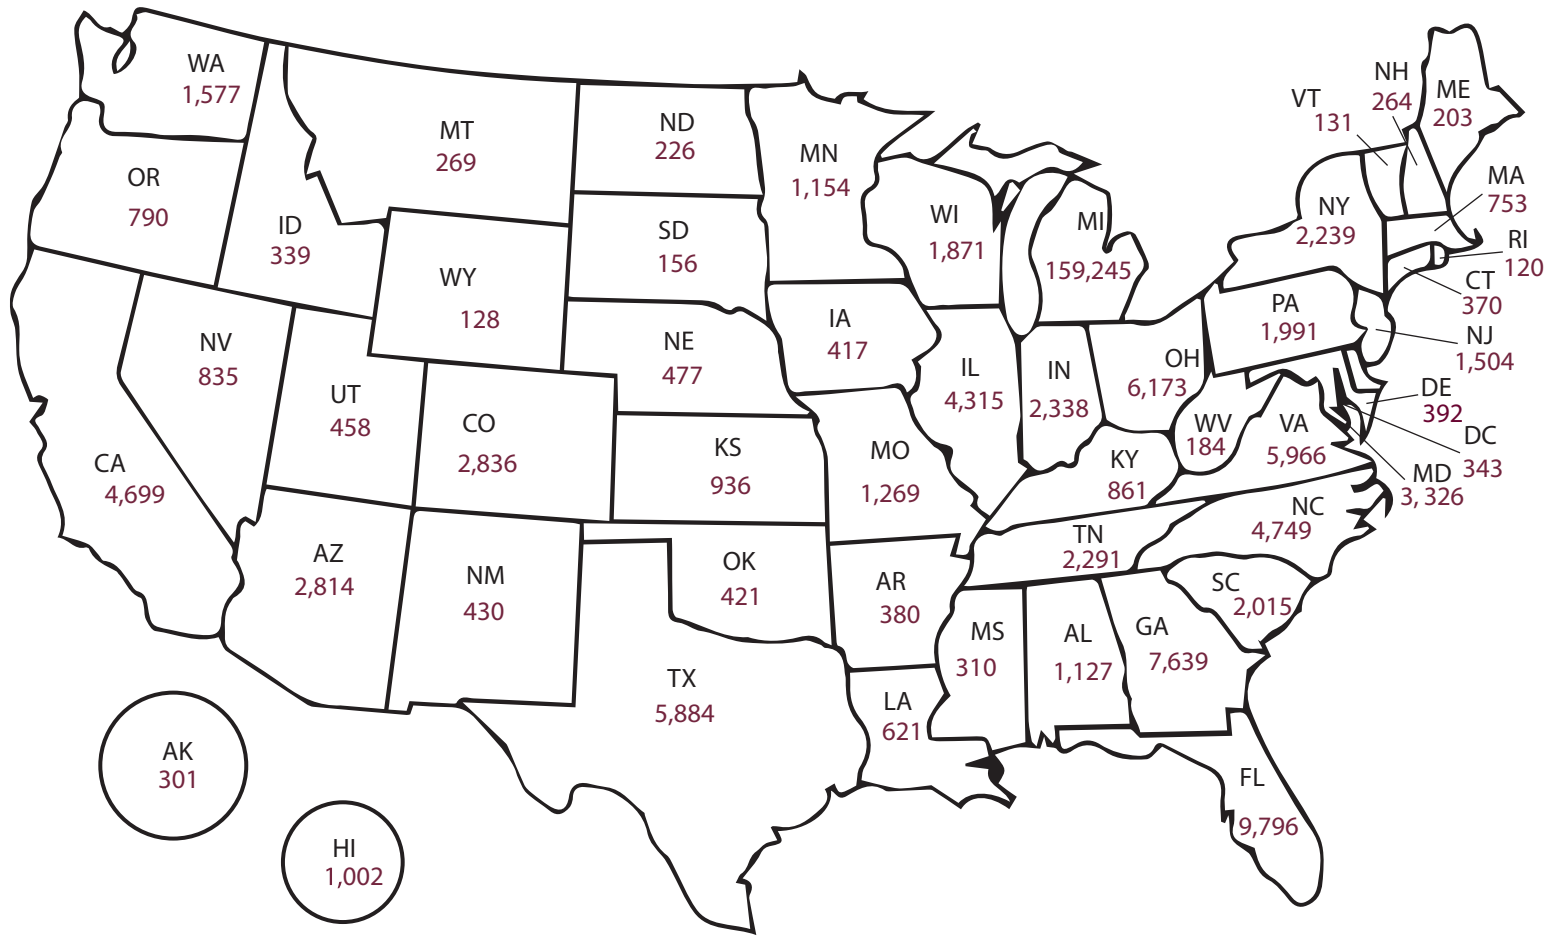 WA
1,577
OR
790
ID
339
MT
269
ND
226
MN
1,154
SD
156
WI
1,871
MI
159,245
WY
128
NE
477
IA
417
NV
835
UT
458
CO
2,836
KS
936
MO
1,269
IL
4,315
IN
2,338
OH
6,173
PA
1,991
NY
2,239
VT
131
NH
264
ME
203
MA
753
RI
120
CT
370
NJ
1,504
DE
392
DC
343
MD
3,326
WV
184
VA
5,966
KY
861
NC
4,749
TN
2,291
SC
2,015
CA
4,699
AZ
2,814
NM
430
OK
421
AR
380
MS
310
AL
1,127
GA
7,639
TX
5,884
LA
621
FL
9,796
AK
301
HI
1,002